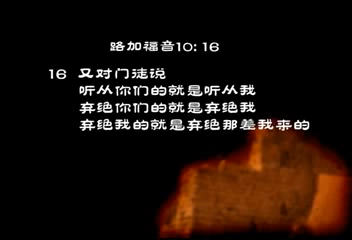 路加福音10:16
16 又对门徒说
听从你们的就是听从我
弃绝你们的就是弃绝我
弃绝我的就是弃绝那差我来的